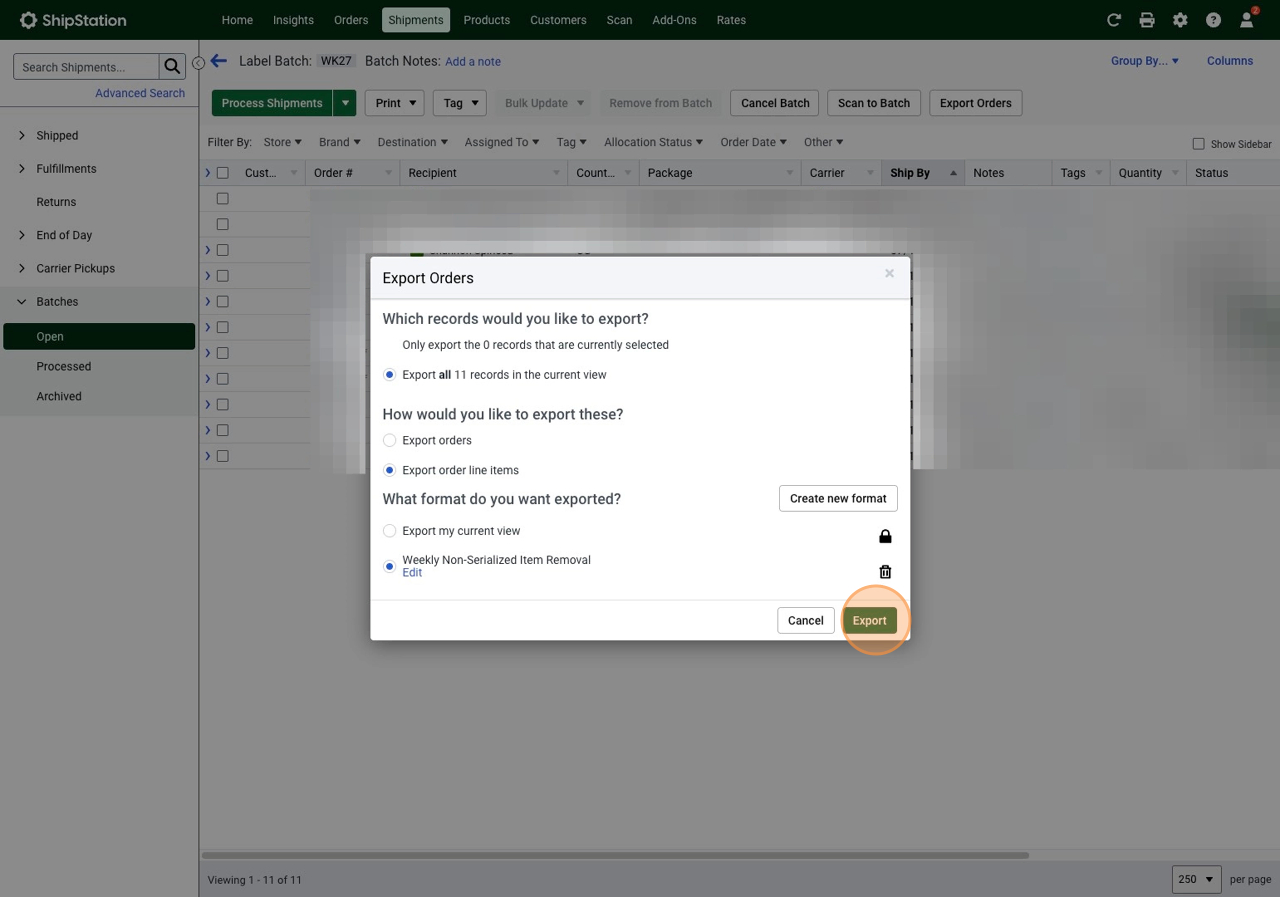 ShipStation
Home Insights Orders Shipments Products Customers Scan Add-Ons Rates
2
Search Shipments...
Advanced Search
Shipped
Fulfillments
Returns
End of Day
Carrier Pickups
Batches
Open
Processed
Archived
Label Batch: WK27 Batch Notes: Add a note
Group By... Columns
Process Shipments Print Tag Bulk Update Remove from Batch Cancel Batch Scan to Batch Export Orders
Filter By: Store Brand Destination Assigned To Tag Allocation Status Order Date Other
Show Sidebar
Cust... Order # Recipient Count... Package Carrier Ship By Notes Tags Quantity Status
Export Orders
Which records would you like to export?
Only export the 0 records that are currently selected
Export all 11 records in the current view
How would you like to export these?
Export orders
Export order line items
What format do you want exported?
Create new format
Export my current view
Weekly Non-Serialized Item Removal
Edit
Cancel Export
Viewing 1 - 11 of 11
250 per page